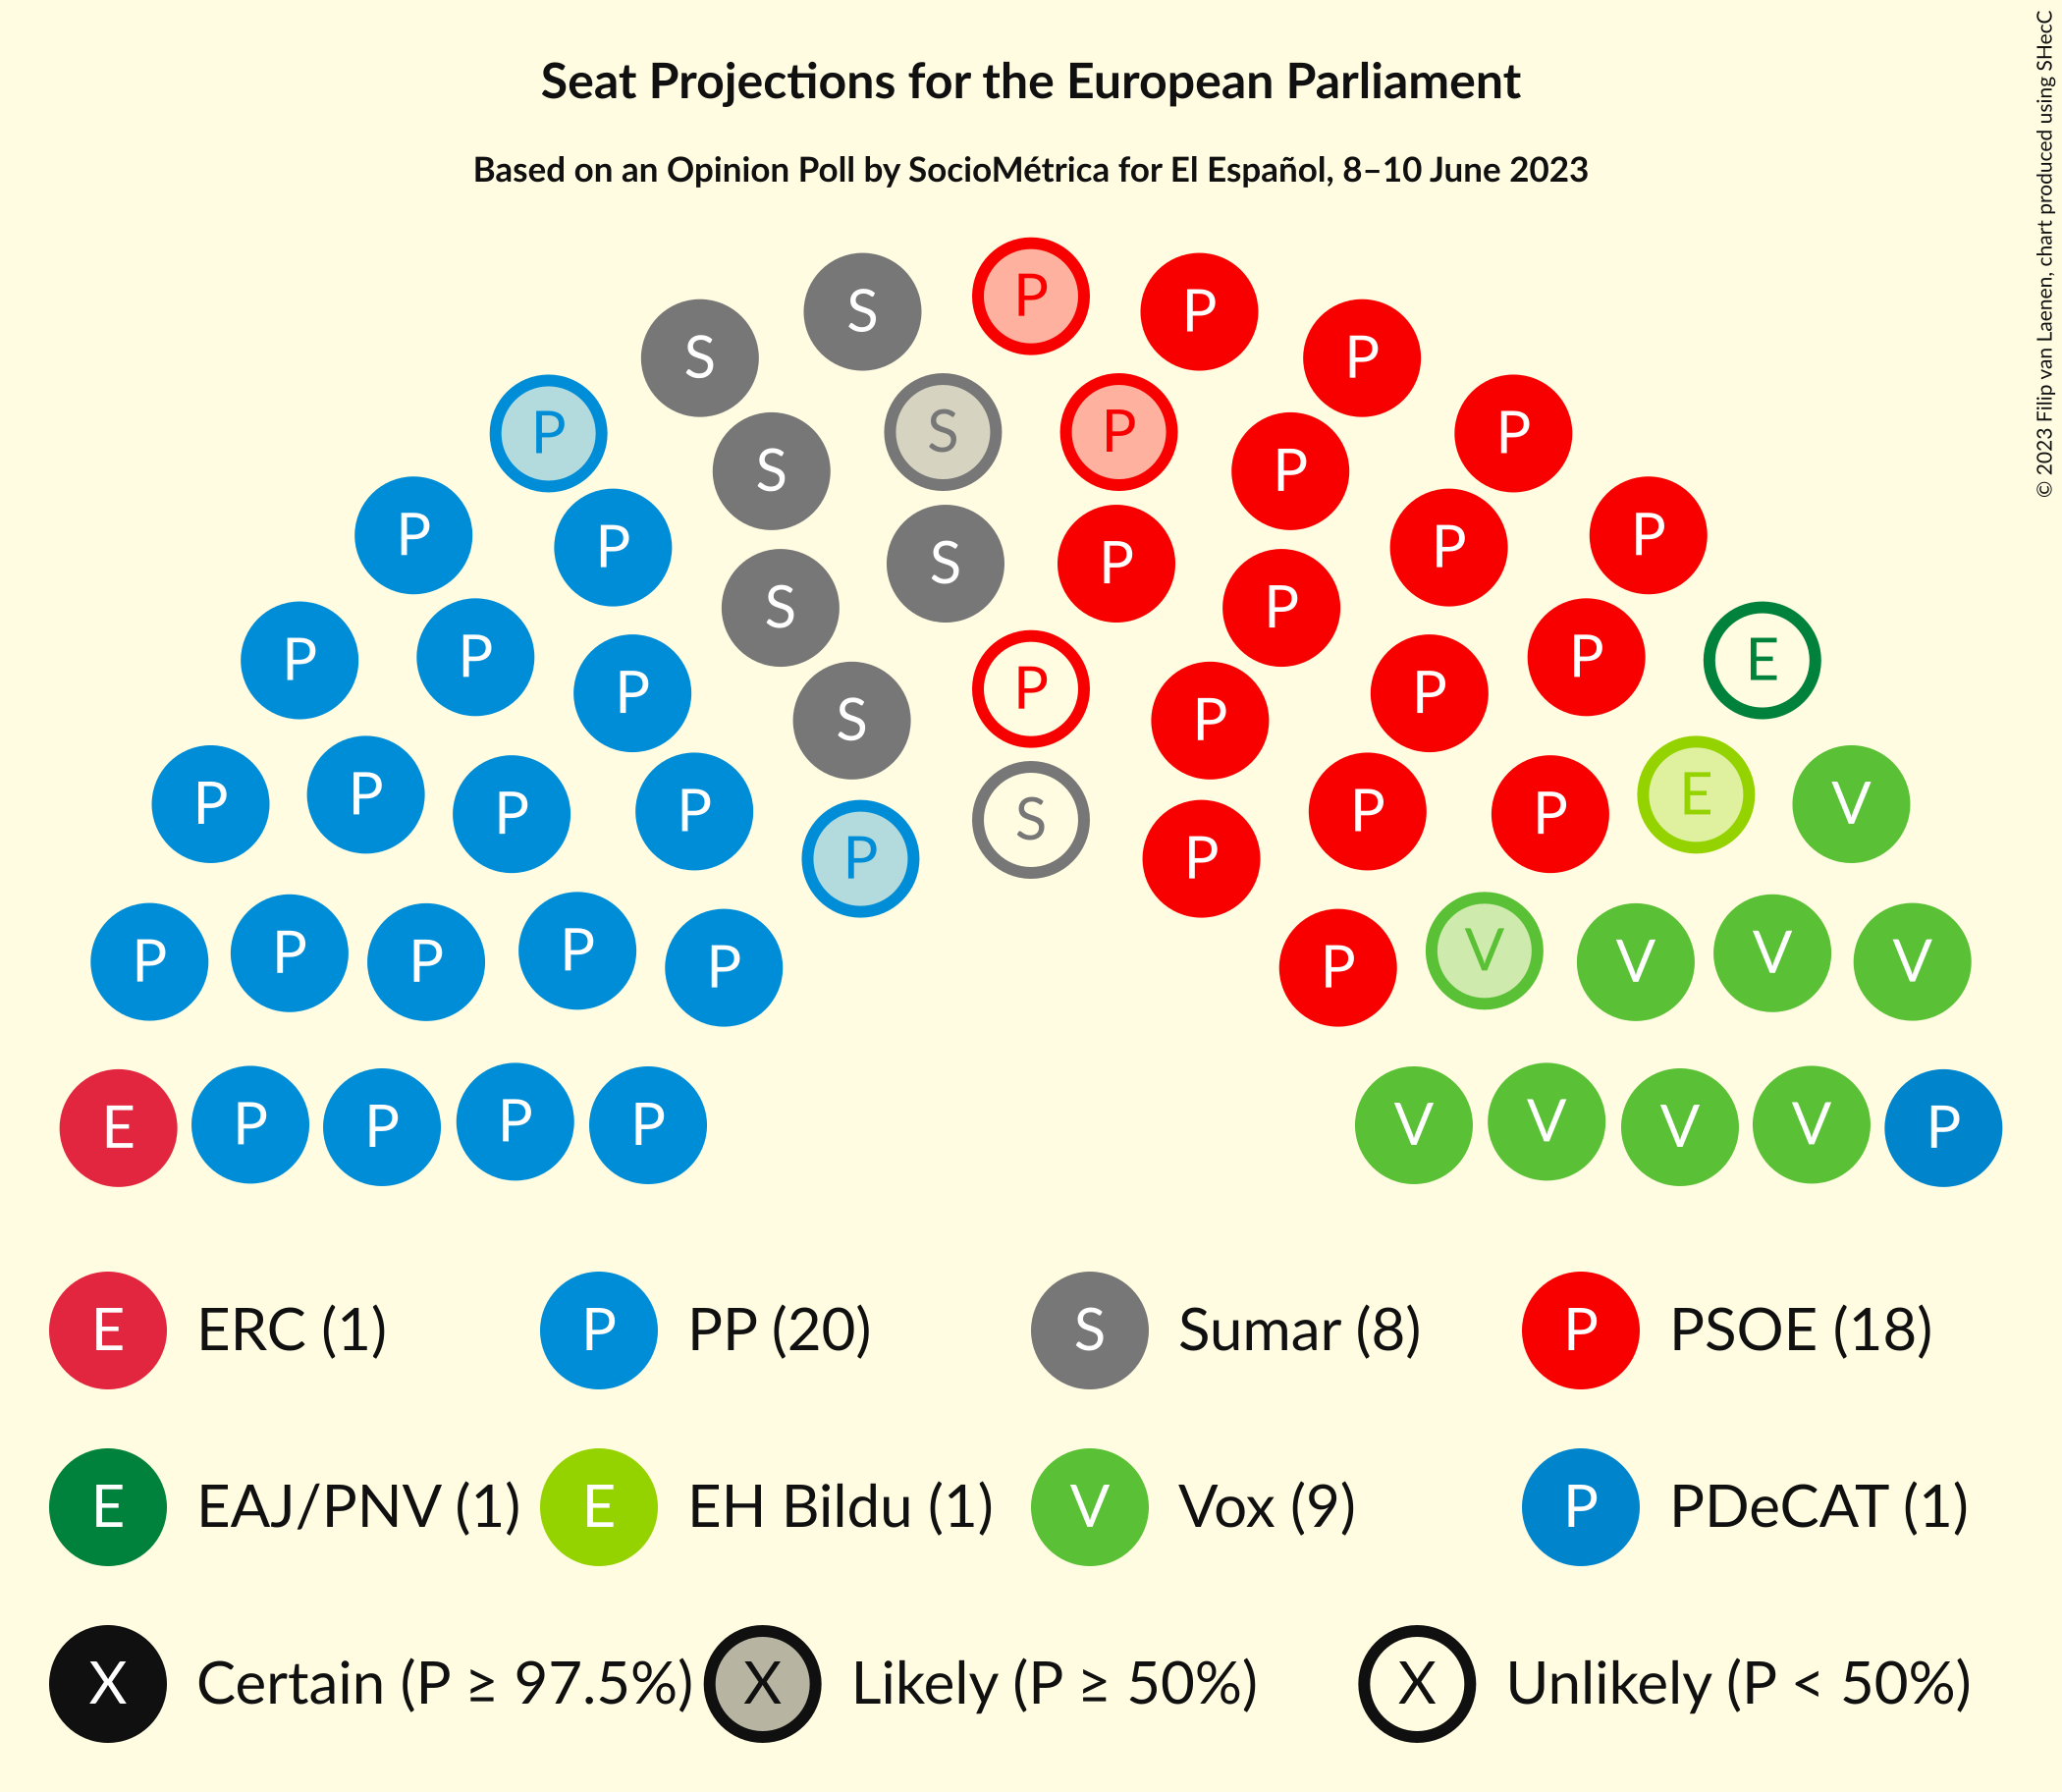 Seat Projections for the European Parliament
Based on an Opinion Poll by SocioMétrica for El Español, 8–10 June 2023
© 2023 Filip van Laenen, chart produced using SHecC
P
S S P P P
P S S P P P
P P S S P P P P
P P P S P P P P P E
P P P P P S P P P P E V
P P P P P P V V V V
E P P P P V V V V P
E ERC (1) P PP (20) S Sumar (8) P PSOE (18)
E EAJ/PNV (1) E EH Bildu (1) V Vox (9) P PDeCAT (1)
X Certain (P ≥ 97.5%) X Likely (P ≥ 50%) X Unlikely (P < 50%)